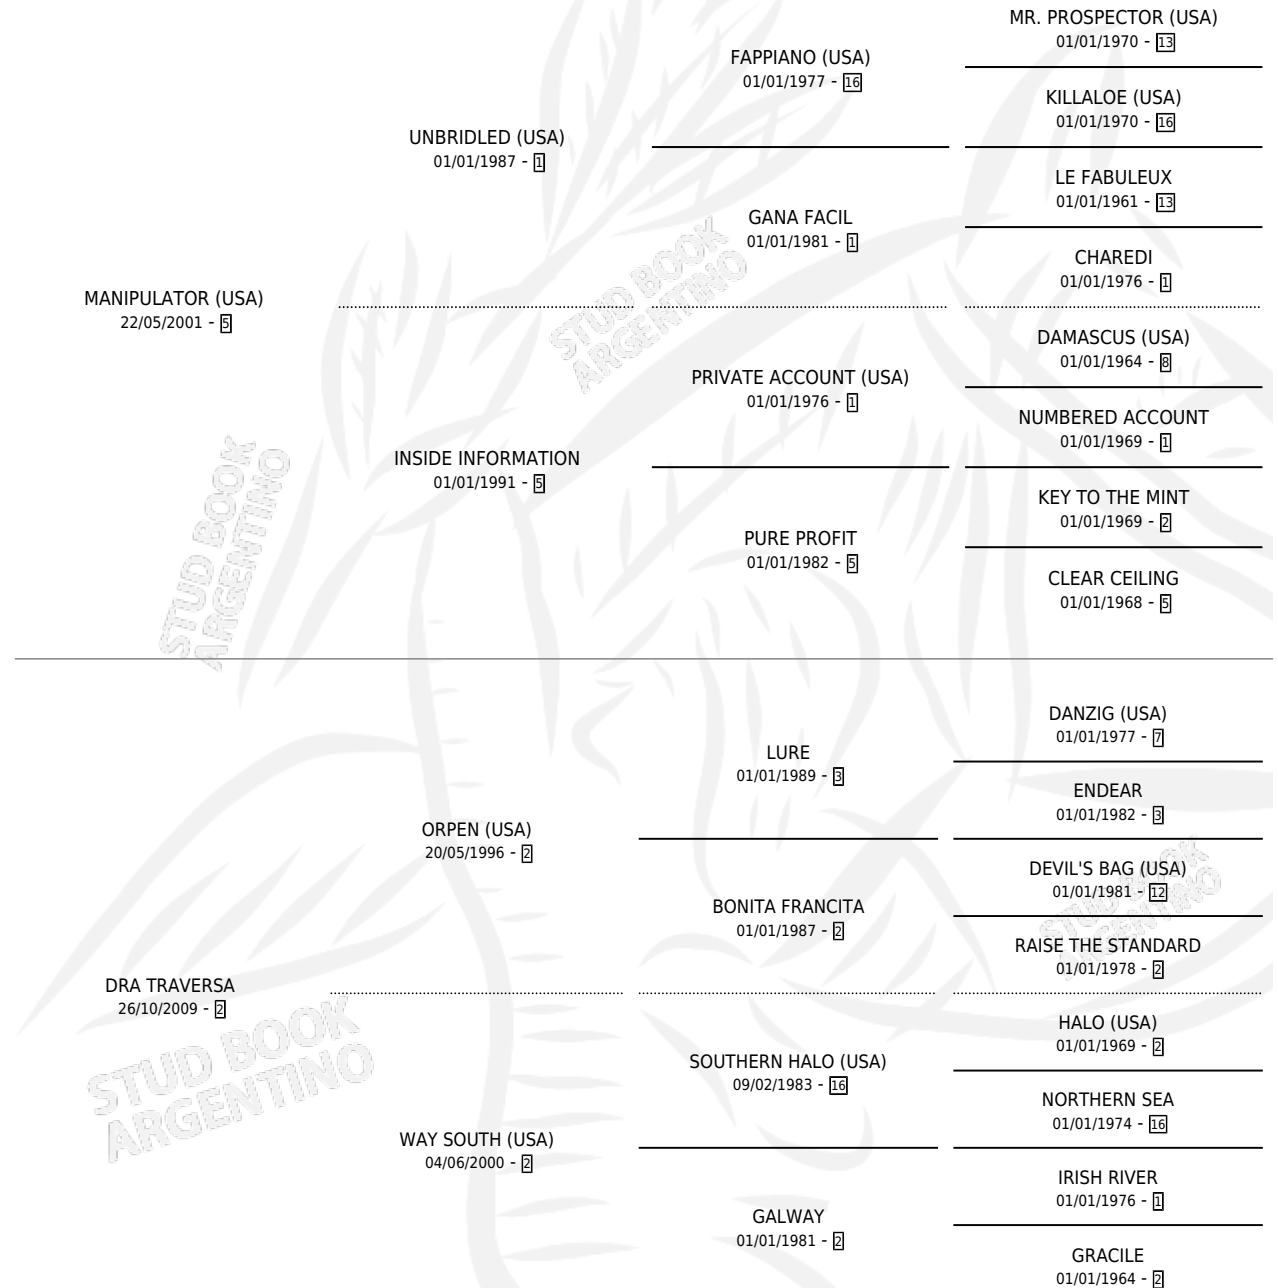 MR. PROSPECTOR (USA)
01/01/1970 - 13
FAPPIANO (USA)
01/01/1977 - 16
KILLALOE (USA)
01/01/1970 - 16
UNBRIDLED (USA)
01/01/1987 - 1
LE FABULEUX
01/01/1961 - 13
GANA FACIL
01/01/1981 - 1
CHAREDI
01/01/1976 - 1
MANIPULATOR (USA)
22/05/2001 - 5
DAMASCUS (USA)
01/01/1964 - 8
PRIVATE ACCOUNT (USA)
01/01/1976 - 1
NUMBERED ACCOUNT
01/01/1969 - 1
INSIDE INFORMATION
01/01/1991 - 5
KEY TO THE MINT
01/01/1969 - 2
PURE PROFIT
01/01/1982 - 5
CLEAR CEILING
01/01/1968 - 5
DANZIG (USA)
01/01/1977 - 7
LURE
01/01/1989 - 3
ENDEAR
01/01/1982 - 3
ORPEN (USA)
20/05/1996 - 2
DEVIL'S BAG (USA)
01/01/1981 - 12
BONITA FRANCITA
01/01/1987 - 2
RAISE THE STANDARD
01/01/1978 - 2
DRA TRAVERSA
26/10/2009 - 2
HALO (USA)
01/01/1969 - 2
SOUTHERN HALO (USA)
09/02/1983 - 16
NORTHERN SEA
01/01/1974 - 16
WAY SOUTH (USA)
04/06/2000 - 2
IRISH RIVER
01/01/1976 - 1
GALWAY
01/01/1981 - 2
GRACILE
01/01/1964 - 2
STUD BOOK
ARGENTINO
STUD BOOK
ARGENTINO
STUD BOOK
ARGENTINO
STUD BOOK
ARGENTINO